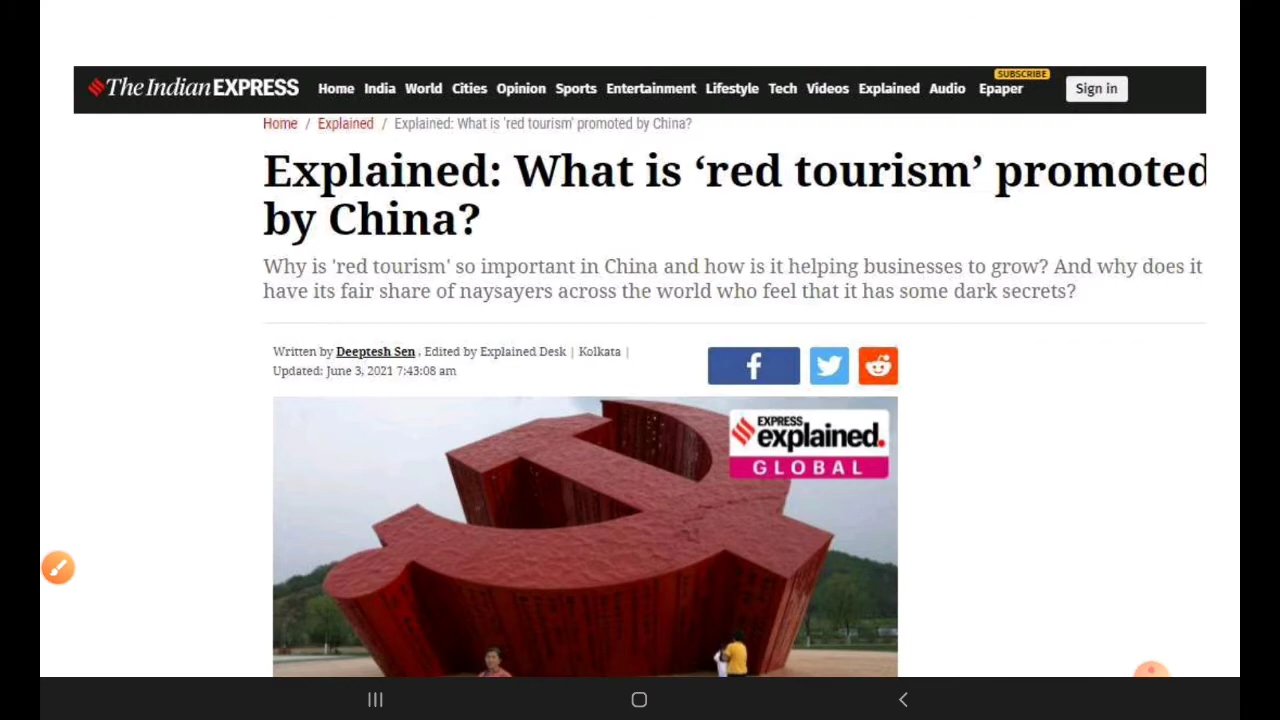 The Indian EXPRESS
Home India World Cities Opinion Sports Entertainment Lifestyle Tech Videos Explained Audio Epaper
SUBSCRIBE
Sign in
Home / Explained / Explained: What is 'red tourism' promoted by China?
Explained: What is ‘red tourism’ promoted
by China?
Why is 'red tourism' so important in China and how is it helping businesses to grow? And why does it
have its fair share of naysayers across the world who feel that it has some dark secrets?
Written by Deeptesh Sen , Edited by Explained Desk | Kolkata |
Updated: June 3, 2021 7:43:08 am
f
EXPRESS
explained.
GLOBAL